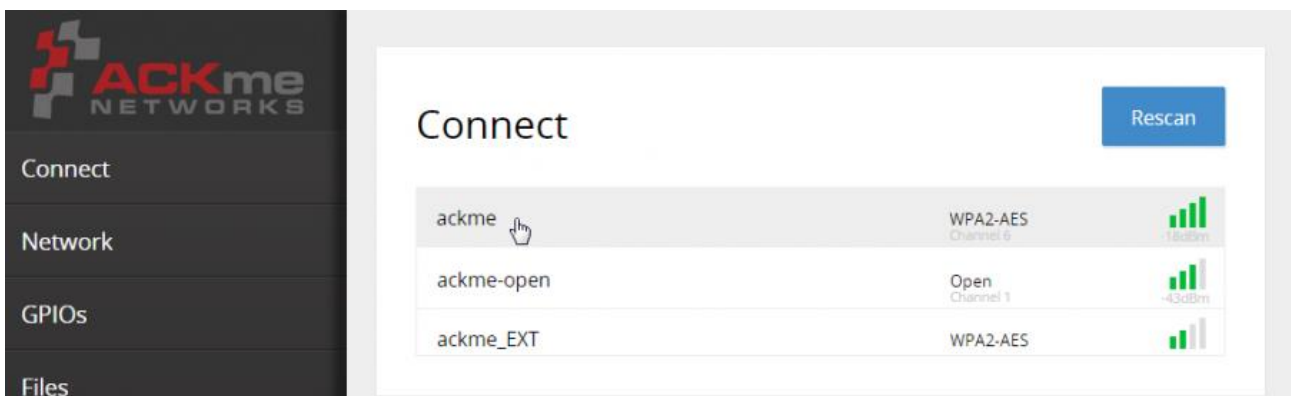 ACKme
NETWORKS
Connect
Network
GPIOs
Files
Connect
Rescan
ackme
WPA2-AES
Channel 6
-18dBm
ackme-open
Open
Channel 1
-43dBm
ackme_EXT
WPA2-AES